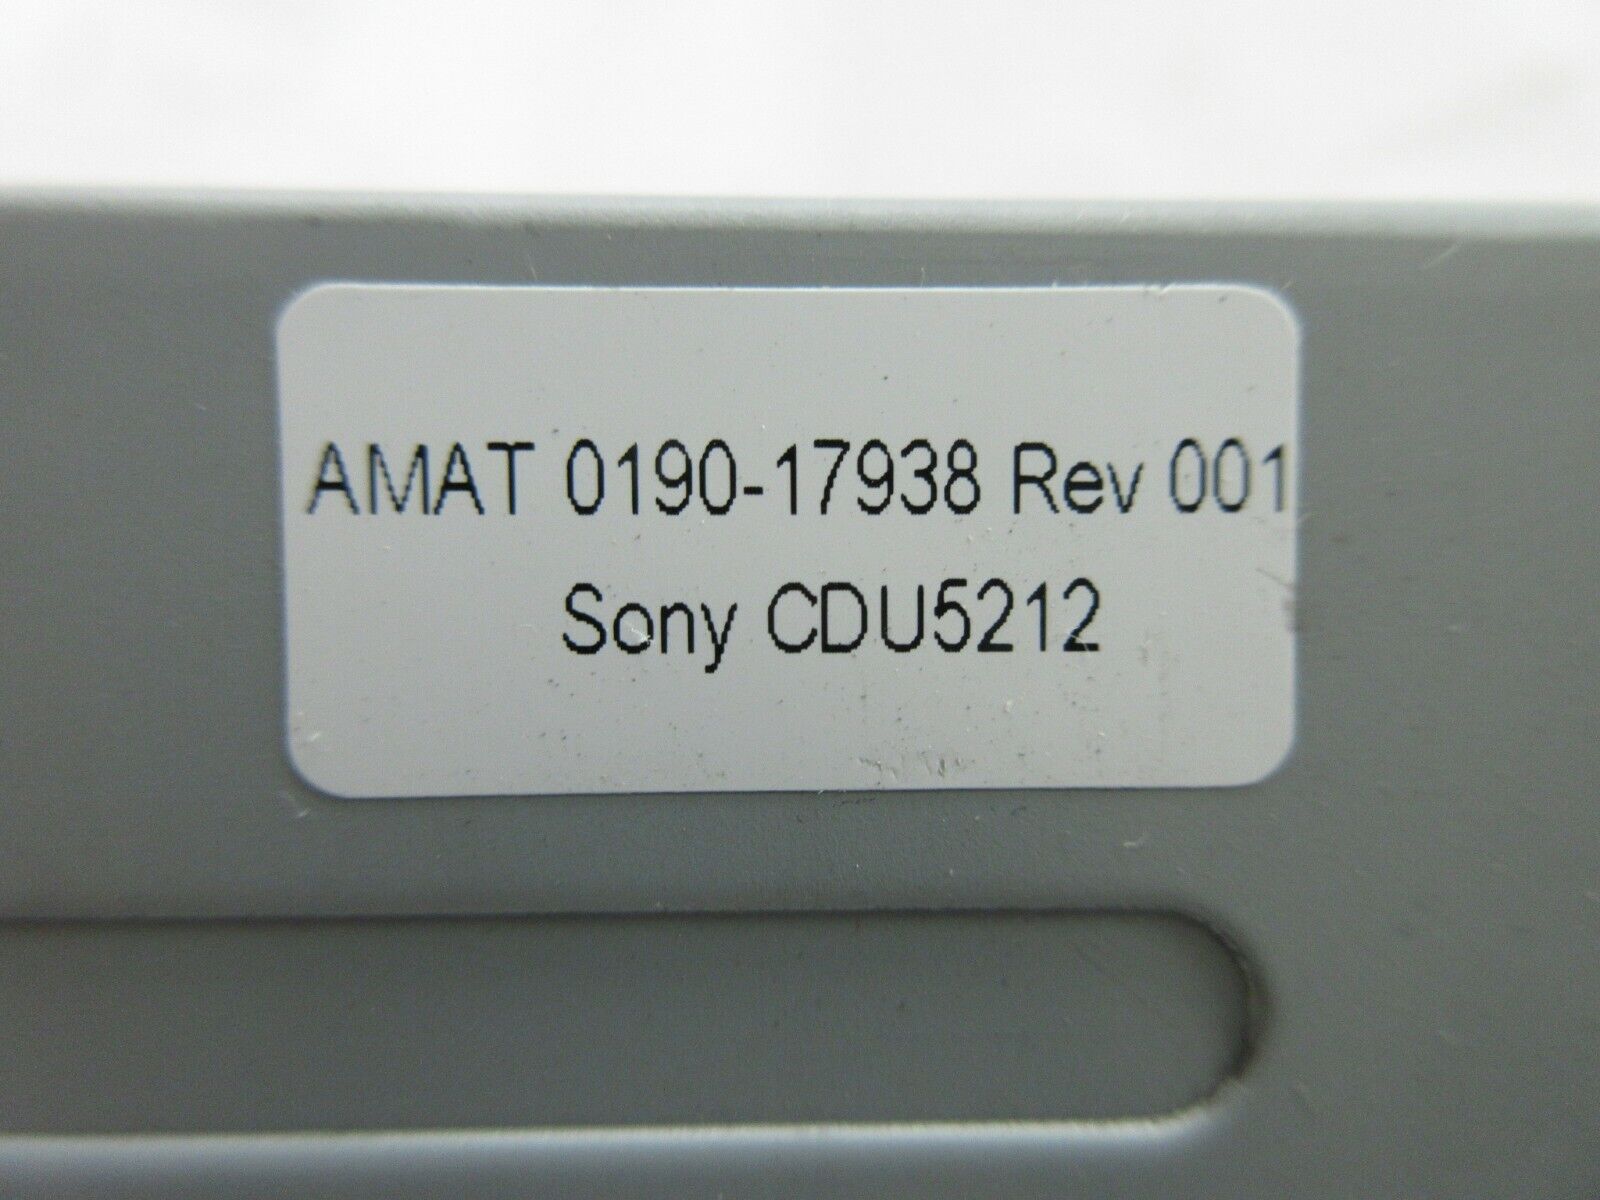 AMAT 0190-17938 Rev 001
Sony CDU5212